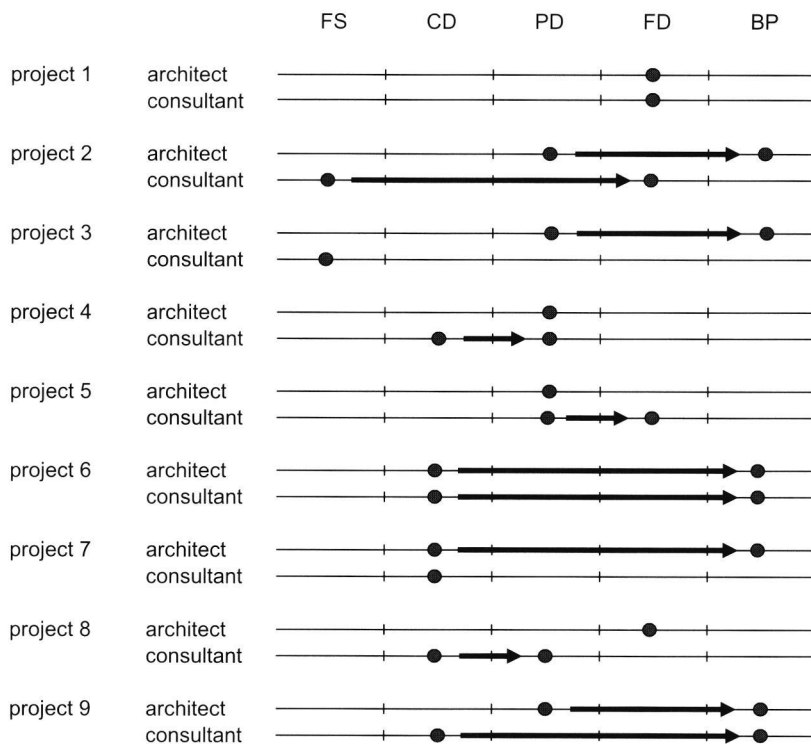 FS CD PD FD BP
project 1 architect
consultant
project 2 architect
consultant
project 3 architect
consultant
project 4 architect
consultant
project 5 architect
consultant
project 6 architect
consultant
project 7 architect
consultant
project 8 architect
consultant
project 9 architect
consultant